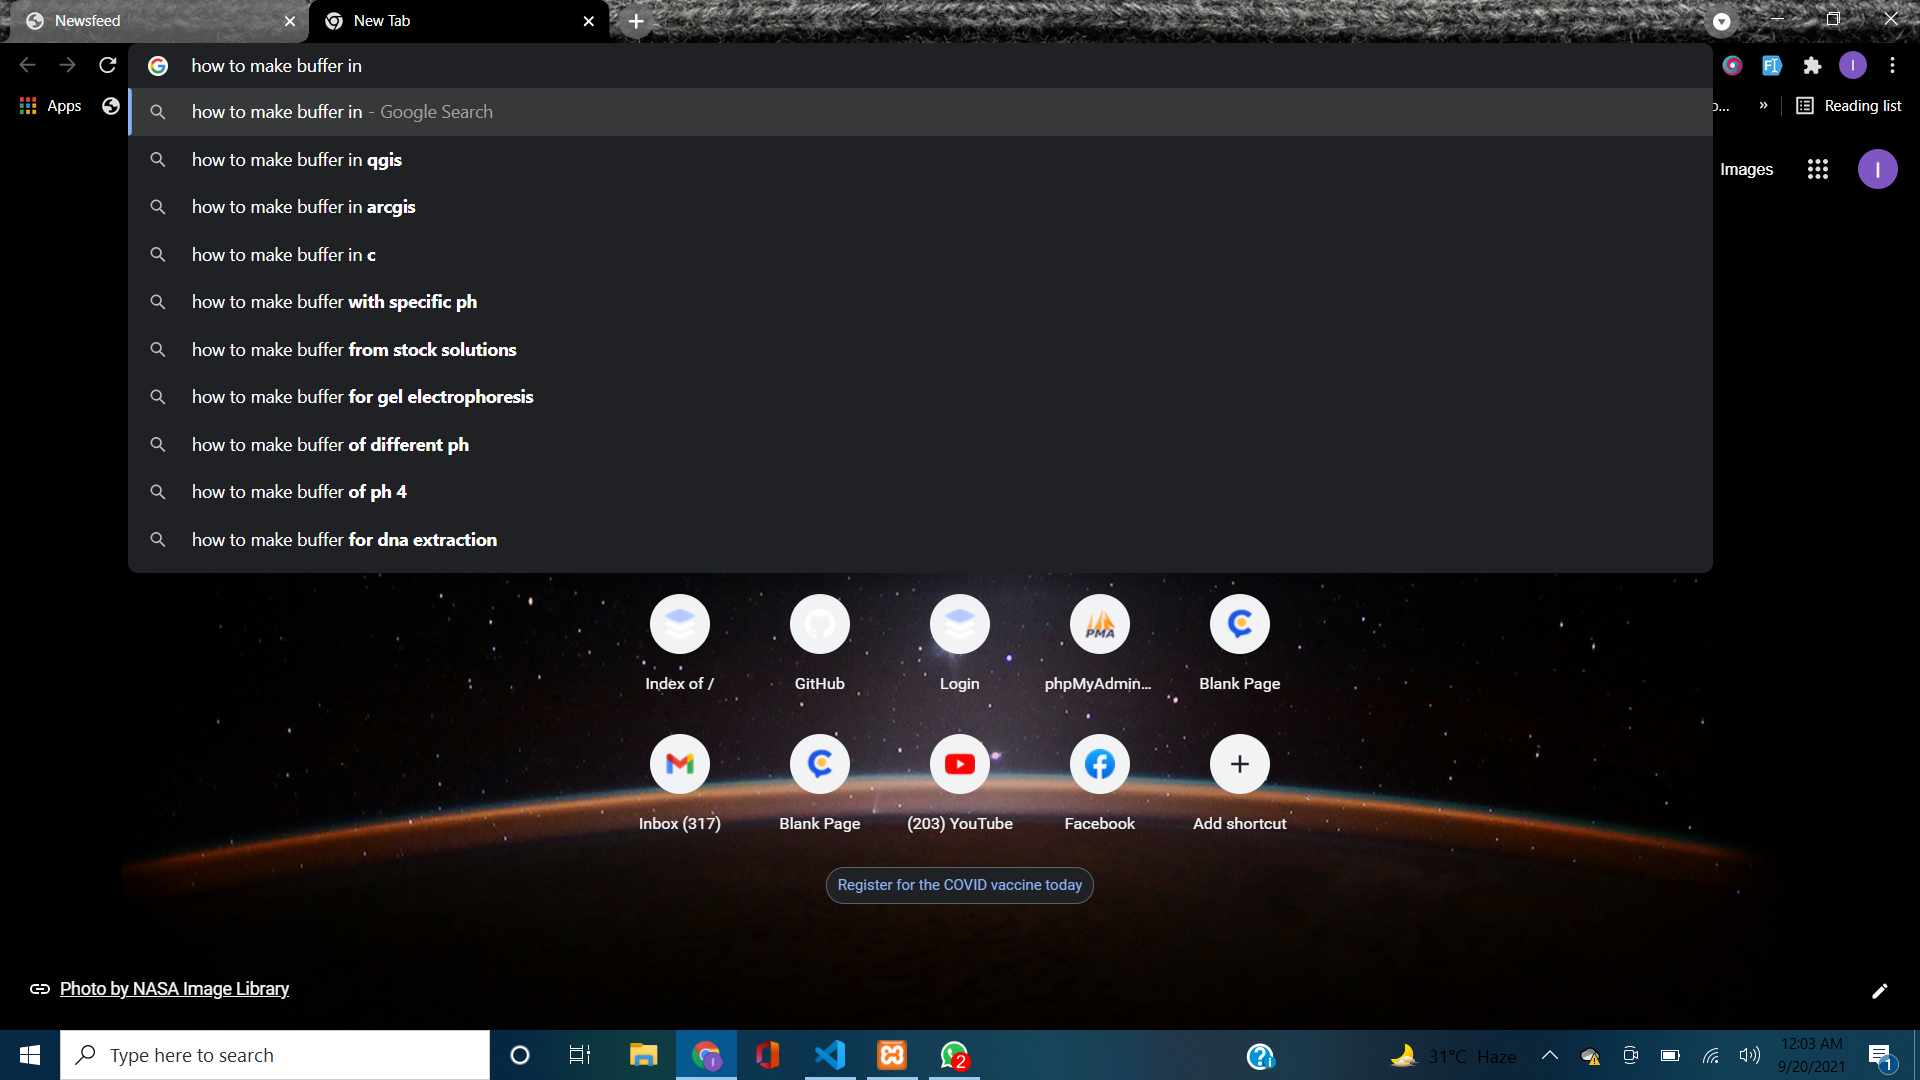 Newsfeed
New Tab
how to make buffer in
Apps
Reading list
how to make buffer in - Google Search
how to make buffer in qgis
Images
how to make buffer in arcgis
how to make buffer in c
how to make buffer with specific ph
how to make buffer from stock solutions
how to make buffer for gel electrophoresis
how to make buffer of different ph
how to make buffer of ph 4
how to make buffer for dna extraction
PMA
Index of /
GitHub
Login
phpMyAdmin...
Blank Page
Inbox (317)
Blank Page
(203) YouTube
Facebook
Add shortcut
Register for the COVID vaccine today
Photo by NASA Image Library
Type here to search
2
31°C Haze
12:03 AM
9/20/2021
1